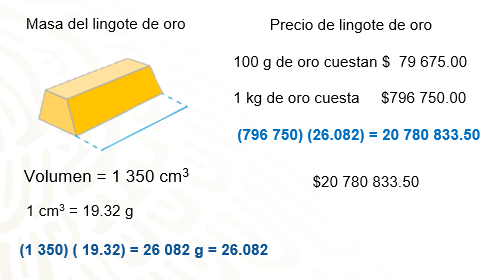 Masa del lingote de oro
Volumen = 1 350 cm³
1 cm³ = 19.32 g
(1 350) ( 19.32) = 26 082 g = 26.082
Precio de lingote de oro
100 g de oro cuestan $ 79 675.00
1 kg de oro cuesta $796 750.00
(796 750) (26.082) = 20 780 833.50
$20 780 833.50